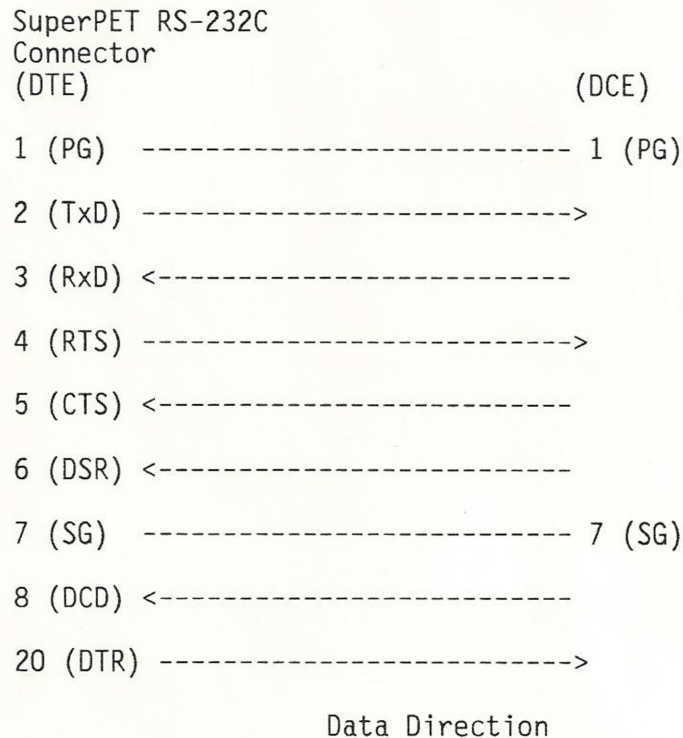 SuperPET RS-232C
Connector
(DTE) (DCE)
1 (PG) --------------------------- 1 (PG)
2 (TxD) --------------------------->
3 (RxD) <--------------------------
4 (RTS) --------------------------->
5 (CTS) <--------------------------
6 (DSR) <--------------------------
7 (SG) --------------------------- 7 (SG)
8 (DCD) <--------------------------
20 (DTR) -------------------------->
Data Direction